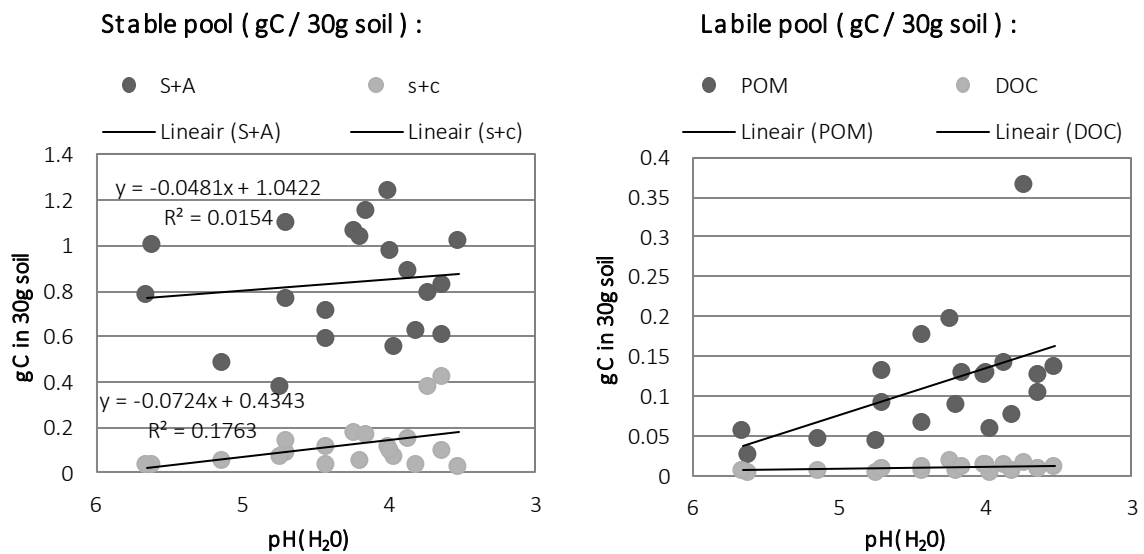 Stable pool ( gC / 30g soil ) :
S+A
s+c
Lineair (S+A)
Lineair (s+c)
1.4
1.2
1
0.8
0.6
0.4
0.2
0
y = -0.0481x + 1.0422
R² = 0.0154
y = -0.0724x + 0.4343
R² = 0.1763
gC in 30g soil
6
5
4
3
pH(H₂0)
Labile pool ( gC / 30g soil ) :
POM
DOC
Lineair (POM)
Lineair (DOC)
0.4
0.35
0.3
0.25
0.2
0.15
0.1
0.05
0
gC in 30g soil
6
5
4
3
pH(H₂0)